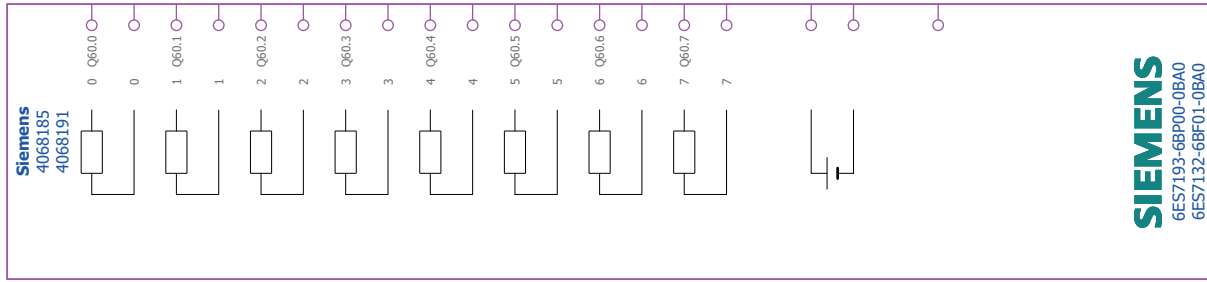 Siemens
4068185
4068191
Q60.0
Q60.1
Q60.2
Q60.3
Q60.4
Q60.5
Q60.6
Q60.7
0
0
1
1
2
2
3
3
4
4
5
5
6
6
7
7
SIEMENS
6ES7193-6BP00-0BA0
6ES7132-6BF01-0BA0